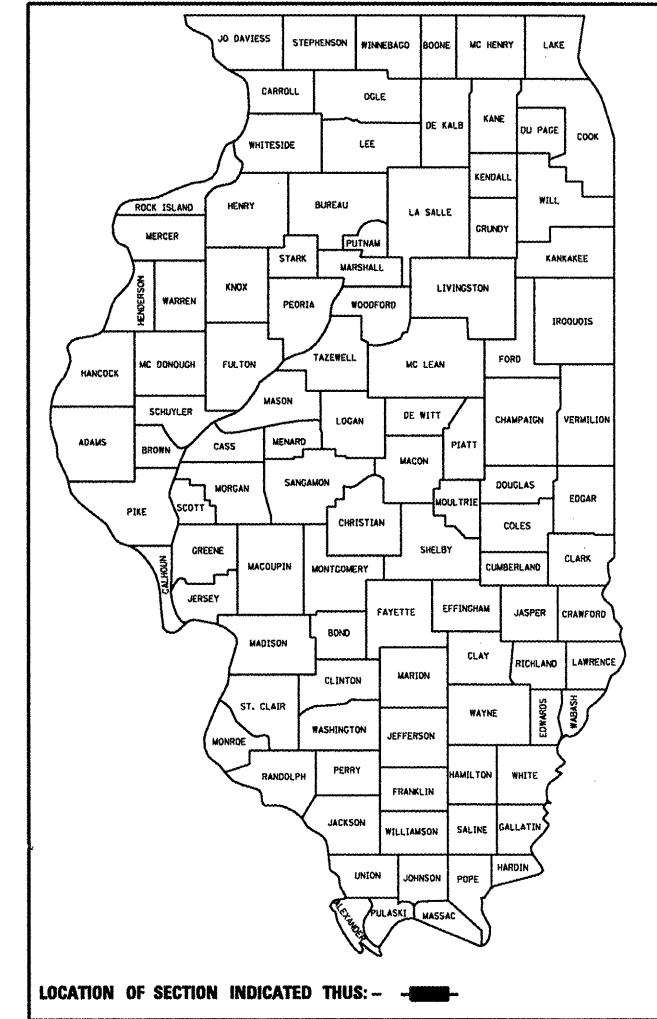 JO DAVIESS STEPHENSON WINNEBAGO BOONE MC HENRY LAKE
CARROLL OGLE DE KALB KANE DU PAGE COOK
WHITESIDE LEE
KENDALL WILL
ROCK ISLAND HENRY BUREAU LA SALLE GRUNDY
MERCER PUTNAM
STARK MARSHALL KANKAKEE
HENDERSON WARREN KNOX PEORIA WOODFORD LIVINGSTON IROQUOIS
HANCOCK MC DONOUGH FULTON TAZEWELL MC LEAN FORD
SCHUYLER MASON LOGAN DE WITT CHAMPAIGN VERMILION
ADAMS BROWN CASS MENARD MACON PIATT
PIKE SCOTT MORGAN SANGAMON MOULTRIE DOUGLAS EDGAR
CHRISTIAN COLES
CALHOUN GREENE MACOUPIN MONTGOMERY SHELBY CUMBERLAND CLARK
JERSEY FAYETTE EFFINGHAM JASPER CRAWFORD
MADISON BOND CLAY RICHLAND LAWRENCE
CLINTON MARION
ST. CLAIR WAYNE EDWARDS WABASH
MONROE WASHINGTON JEFFERSON
RANDOLPH PERRY HAMILTON WHITE
FRANKLIN
JACKSON WILLIAMSON SALINE GALLATIN
UNION JOHNSON POPE HARDIN
ALEXANDER PULASKI MASSAC
LOCATION OF SECTION INDICATED THUS: -